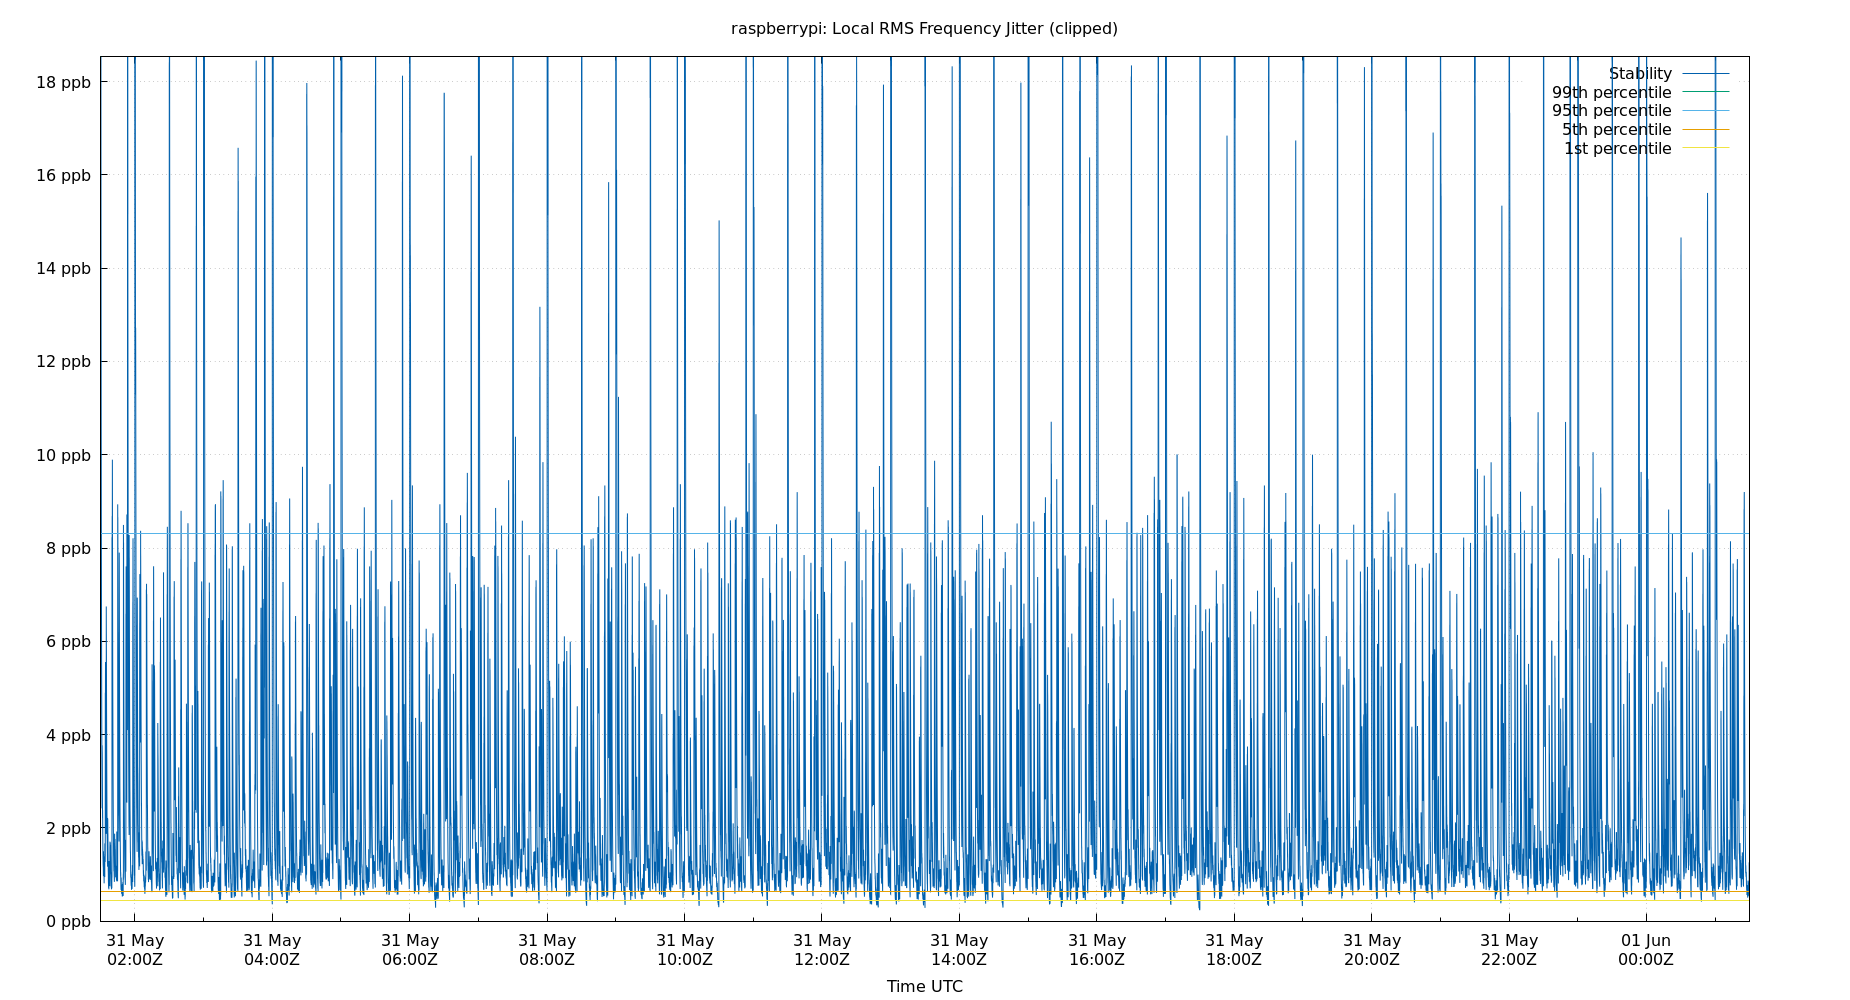 raspberrypi: Local RMS Frequency Jitter (clipped)
18 ppb
16 ppb
14 ppb
12 ppb
10 ppb
8 ppb
6 ppb
4 ppb
2 ppb
0 ppb
Stability
99th percentile
95th percentile
5th percentile
1st percentile
31 May 31 May 31 May 31 May 31 May 31 May 31 May 31 May 31 May 31 May 31 May 01 Jun
02:00Z 04:00Z 06:00Z 08:00Z 10:00Z 12:00Z 14:00Z 16:00Z 18:00Z 20:00Z 22:00Z 00:00Z
Time UTC